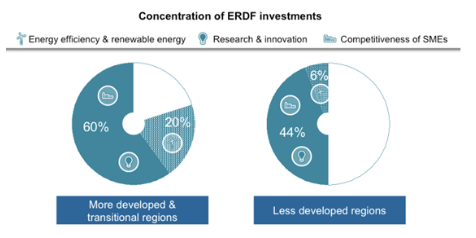 Concentration of ERDF investments
Energy efficiency & renewable energy
Research & innovation
Competitiveness of SMEs
60%
20%
6%
44%
More developed &
transitional regions
Less developed regions